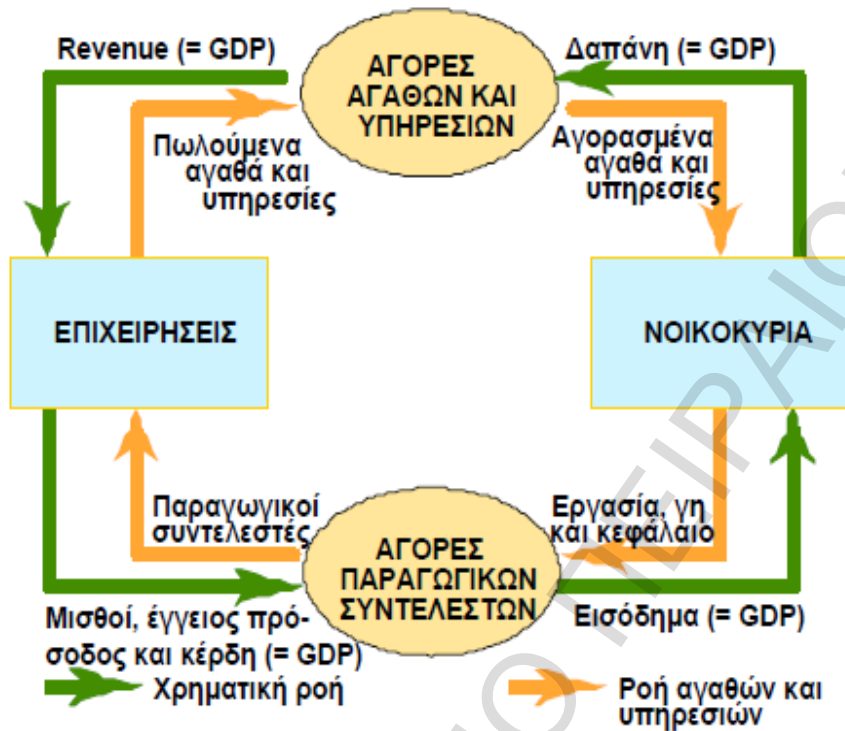 Revenue (= GDP)
ΑΓΟΡΕΣ
ΑΓΑΘΩΝ ΚΑΙ
ΥΠΗΡΕΣΙΩΝ
Δαπάνη (= GDP)
Πωλούμενα
αγαθά και
υπηρεσίες
Αγορασμένα
αγαθά και
υπηρεσίες
ΕΠΙΧΕΙΡΗΣΕΙΣ
ΝΟΙΚΟΚΥΡΙΑ
Παραγωγικοί
συντελεστές
ΑΓΟΡΕΣ
ΠΑΡΑΓΩΓΙΚΩΝ
ΣΥΝΤΕΛΕΣΤΩΝ
Εργασία, γη
και κεφάλαιο
Μισθοί, έγγειος πρό-
σοδος και κέρδη (= GDP)
Εισόδημα (= GDP)
Χρηματική ροή
Ροή αγαθών και
υπηρεσιών
ΠΕΙΡΑΙΟ